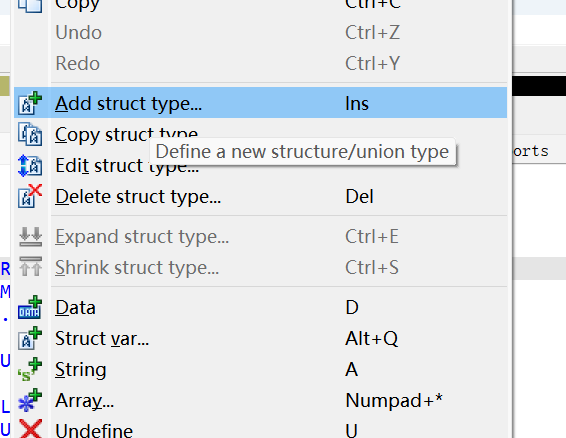 Copy Ctrl+C
Undo Ctrl+Z
Redo Ctrl+Y
Add struct type... Ins
Copy struct type...
Define a new structure/union type
orts
Edit struct type...
Delete struct type... Del
Expand struct type... Ctrl+E
R
Shrink struct type... Ctrl+S
M
Data D
.
Struct var... Alt+Q
U
String A
L
Array... Numpad+*
U
Undefine U